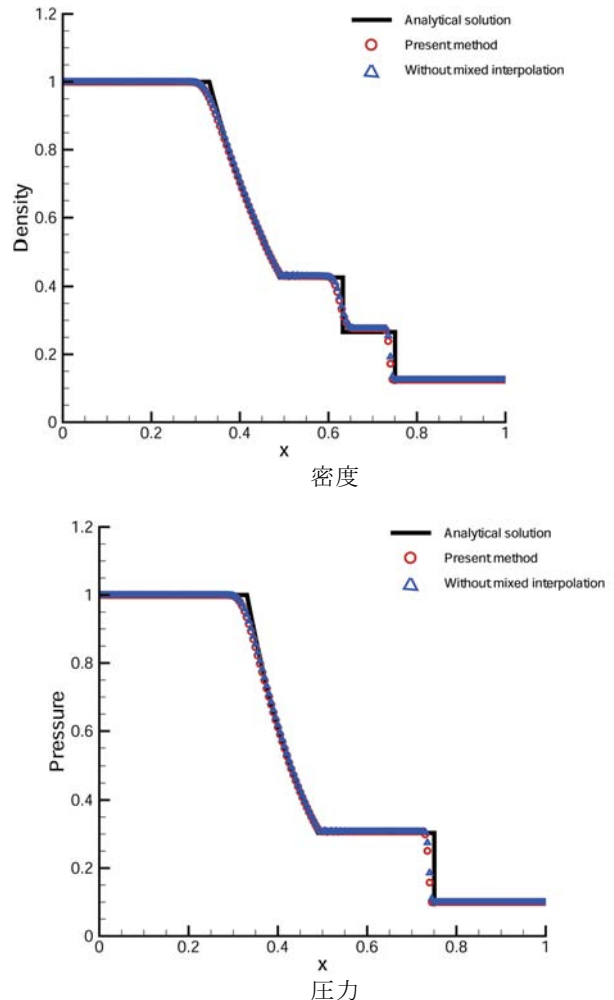 1.2
Analytical solution
Present method
Without mixed interpolation
1
0.8
0.6
0.4
0.2
0
Density
0
0.2
0.4
0.6
0.8
1
x
密度
1.2
Analytical solution
Present method
Without mixed interpolation
1
0.8
0.6
0.4
0.2
0
Pressure
0
0.2
0.4
0.6
0.8
1
x
圧力